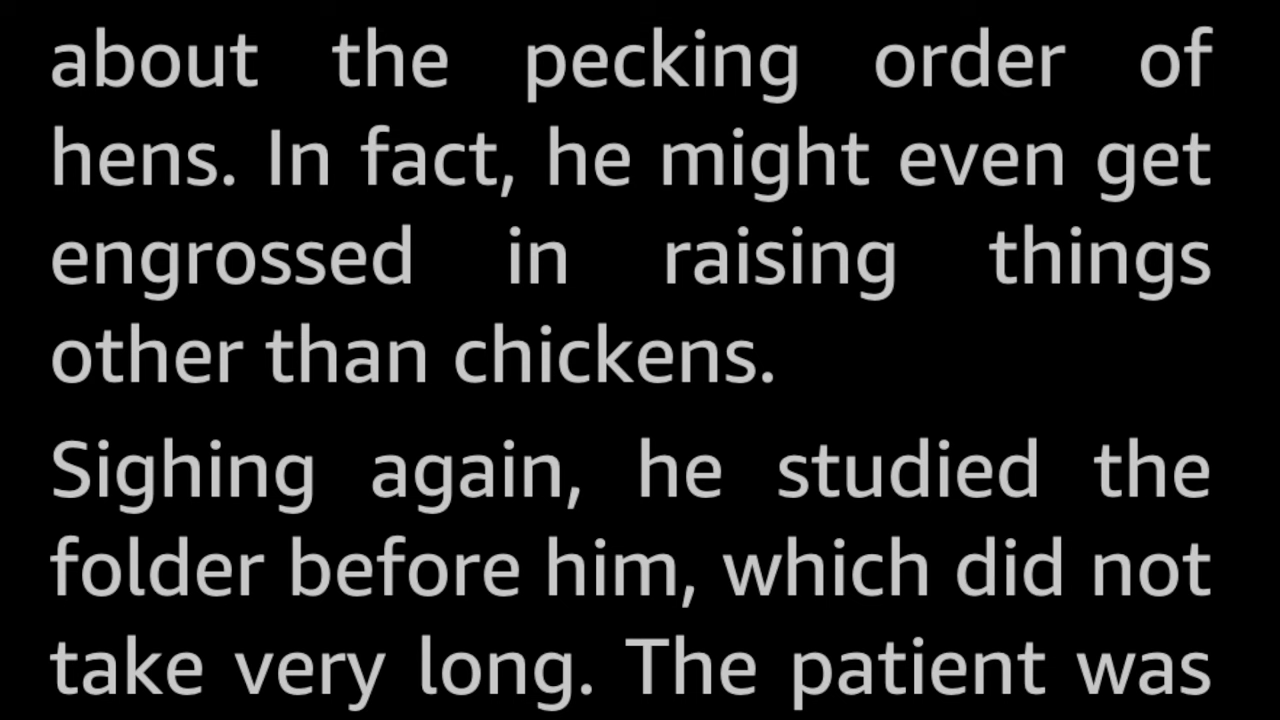 about the pecking order of
hens. In fact, he might even get
engrossed in raising things
other than chickens.
Sighing again, he studied the
folder before him, which did not
take very long. The patient was